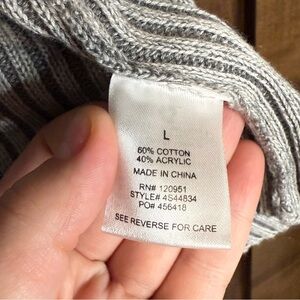 L
60% COTTON
40% ACRYLIC
MADE IN CHINA
RN# 120951
STYLE# 4S44834
PO# 456418
SEE REVERSE FOR CARE